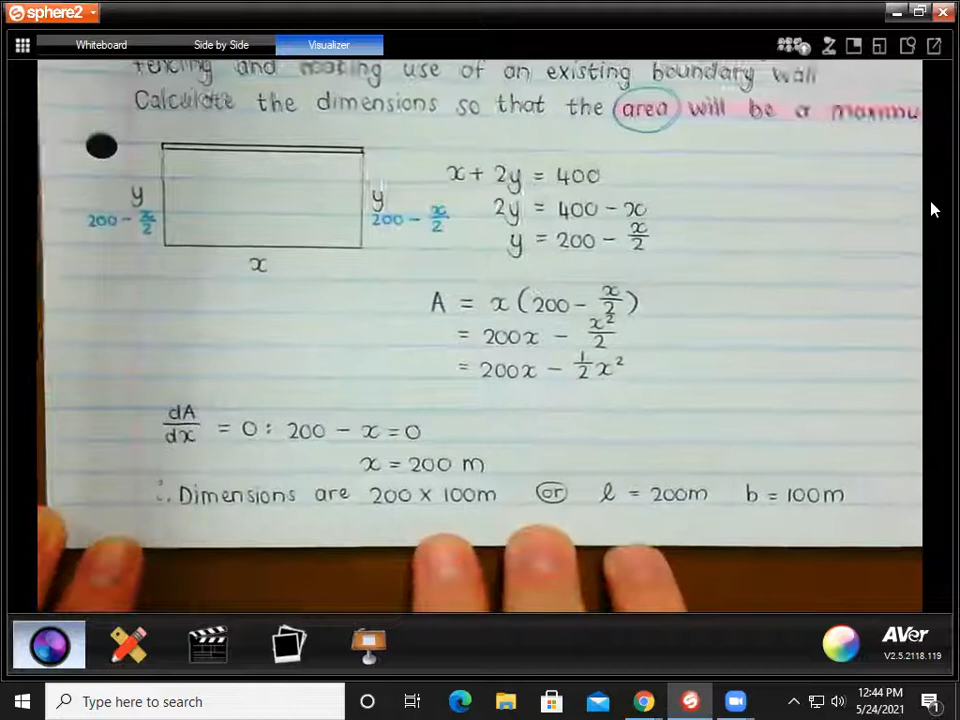 sphere2
Whiteboard
Side by Side
Visualizer
fencing and making use of an existing boundary wall
Calculate the dimensions so that the area will be a maximu
y
200 - x/2
y
200 - x/2
x
x + 2y = 400
2y = 400 - x
y = 200 - x/2
A = x(200 - x/2)
= 200x - x²/2
= 200x - 1/2 x²
dA/dx = 0 : 200 - x = 0
x = 200 m
∴ Dimensions are 200 x 100m or l = 200m b = 100m
AVer
V2.5.2118.119
Type here to search
12:44 PM
5/24/2021
1